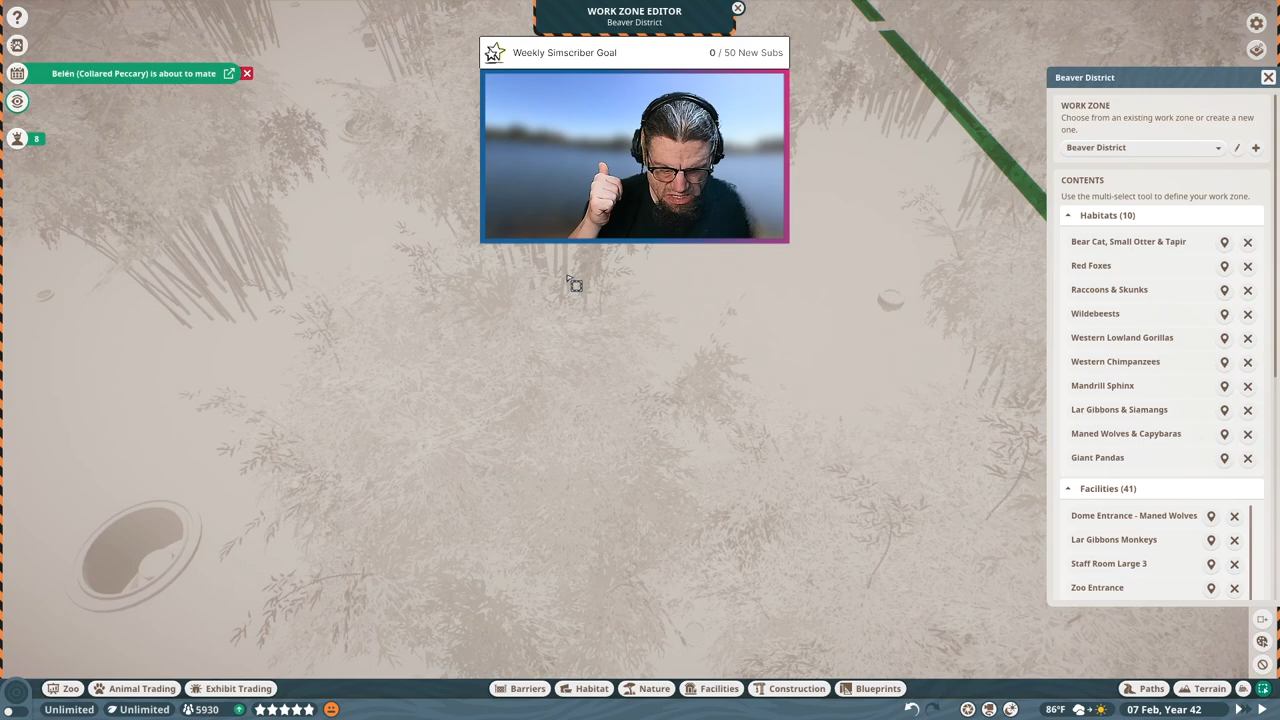 WORK ZONE EDITOR
Beaver District
Weekly Simscriber Goal
0 / 50 New Subs
Belén (Collared Peccary) is about to mate
8
Beaver District
WORK ZONE
Choose from an existing work zone or create a new
one.
Beaver District
CONTENTS
Use the multi-select tool to define your work zone.
Habitats (10)
Bear Cat, Small Otter & Tapir
Red Foxes
Raccoons & Skunks
Wildebeests
Western Lowland Gorillas
Western Chimpanzees
Mandrill Sphinx
Lar Gibbons & Siamangs
Maned Wolves & Capybaras
Giant Pandas
Facilities (41)
Dome Entrance - Maned Wolves
Lar Gibbons Monkeys
Staff Room Large 3
Zoo Entrance
Zoo
Animal Trading
Exhibit Trading
Barriers
Habitat
Nature
Facilities
Construction
Blueprints
Paths
Terrain
Unlimited
Unlimited
5930
86°F
07 Feb, Year 42